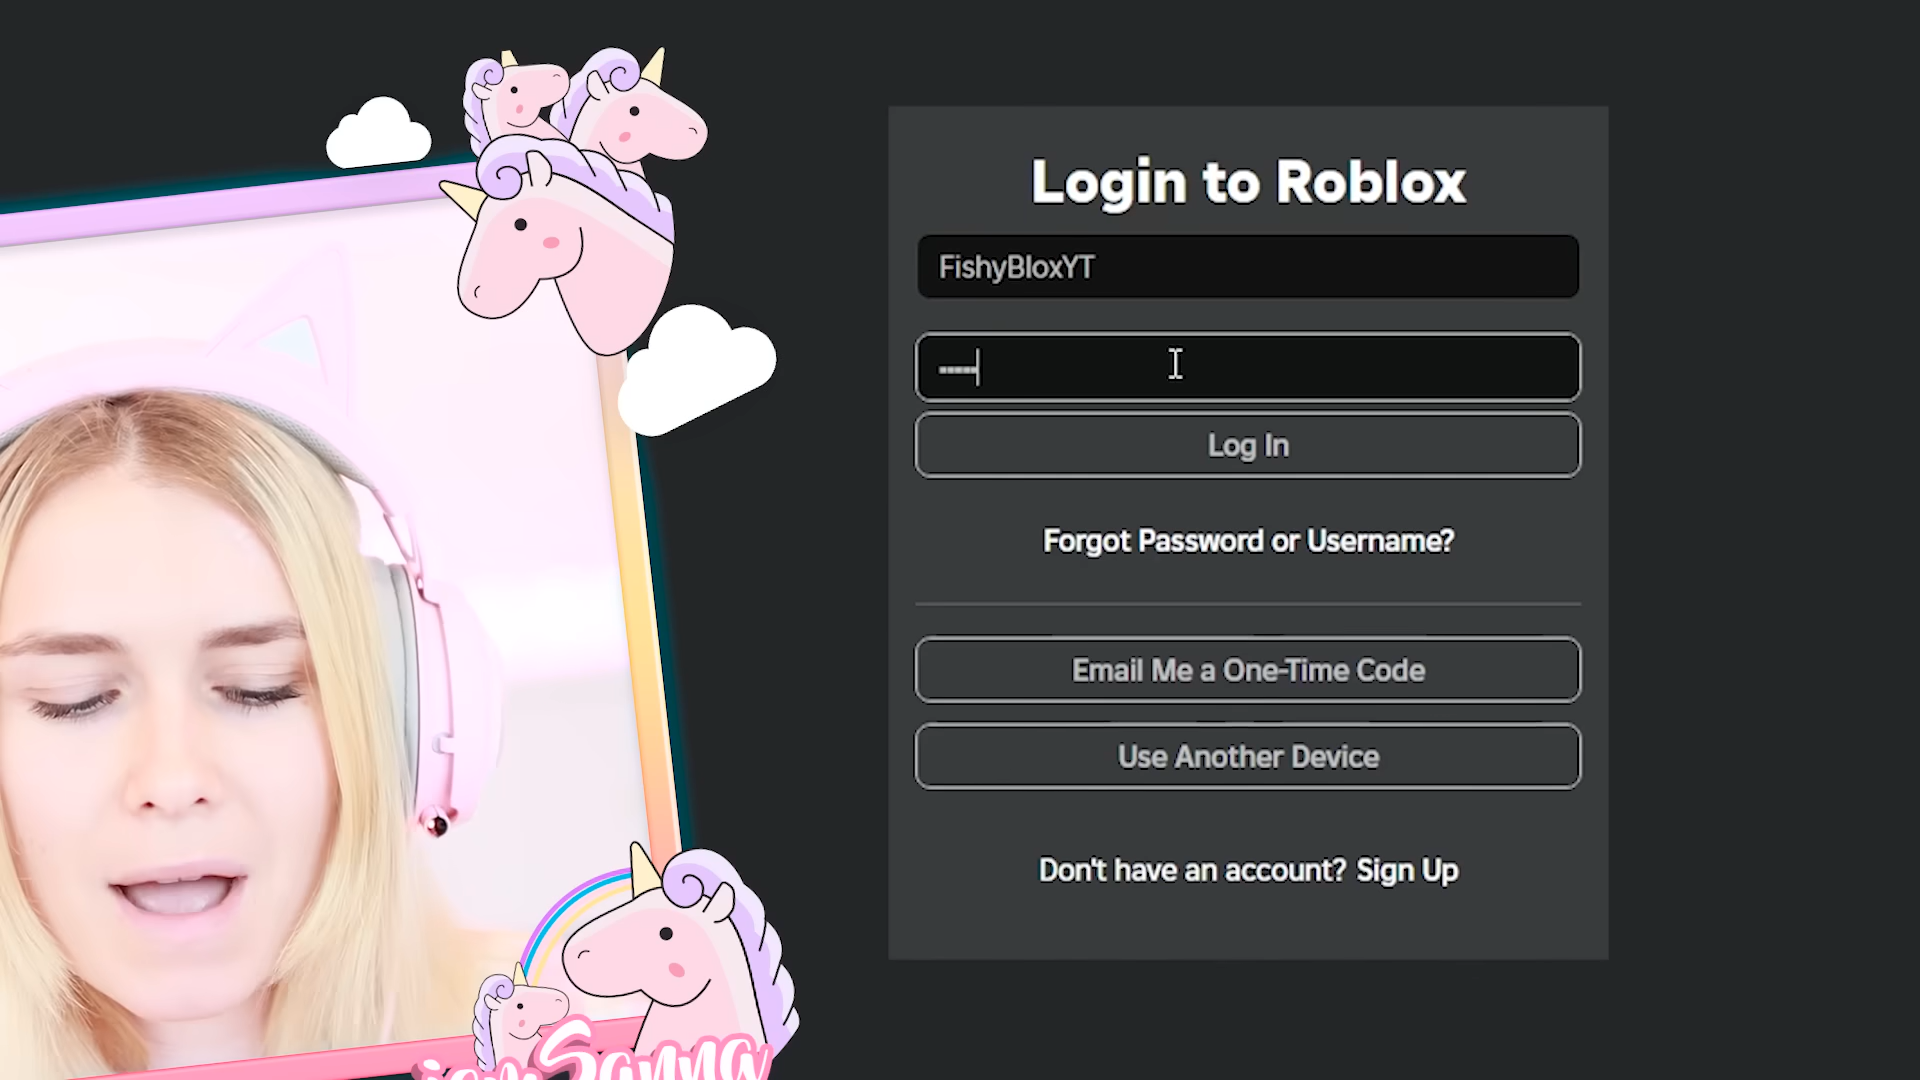 Login to Roblox
FishyBloxYT
Log In
Forgot Password or Username?
Email Me a One-Time Code
Use Another Device
Don't have an account? Sign Up
iamSanna